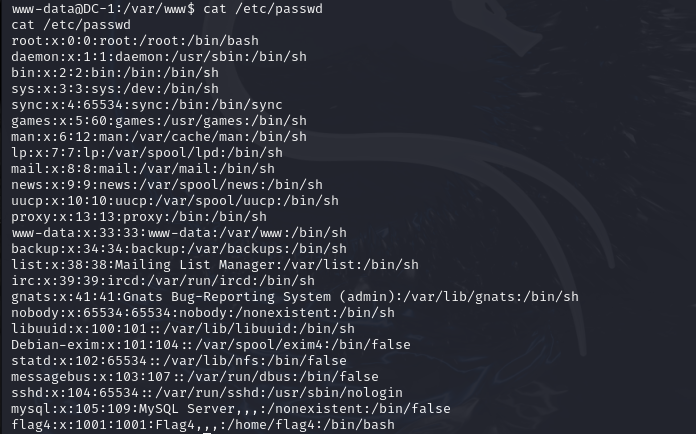 www-data@DC-1:/var/www$ cat /etc/passwd
cat /etc/passwd
root:x:0:0:root:/root:/bin/bash
daemon:x:1:1:daemon:/usr/sbin:/bin/sh
bin:x:2:2:bin:/bin:/bin/sh
sys:x:3:3:sys:/dev:/bin/sh
sync:x:4:65534:sync:/bin:/bin/sync
games:x:5:60:games:/usr/games:/bin/sh
man:x:6:12:man:/var/cache/man:/bin/sh
lp:x:7:7:lp:/var/spool/lpd:/bin/sh
mail:x:8:8:mail:/var/mail:/bin/sh
news:x:9:9:news:/var/spool/news:/bin/sh
uucp:x:10:10:uucp:/var/spool/uucp:/bin/sh
proxy:x:13:13:proxy:/bin:/bin/sh
www-data:x:33:33:www-data:/var/www:/bin/sh
backup:x:34:34:backup:/var/backups:/bin/sh
list:x:38:38:Mailing List Manager:/var/list:/bin/sh
irc:x:39:39:ircd:/var/run/ircd:/bin/sh
gnats:x:41:41:Gnats Bug-Reporting System (admin):/var/lib/gnats:/bin/sh
nobody:x:65534:65534:nobody:/nonexistent:/bin/sh
libuuid:x:100:101::/var/lib/libuuid:/bin/sh
Debian-exim:x:101:104::/var/spool/exim4:/bin/false
statd:x:102:65534::/var/lib/nfs:/bin/false
messagebus:x:103:107::/var/run/dbus:/bin/false
sshd:x:104:65534::/var/run/sshd:/usr/sbin/nologin
mysql:x:105:109:MySQL Server,,,:/nonexistent:/bin/false
flag4:x:1001:1001:Flag4,,,:/home/flag4:/bin/bash